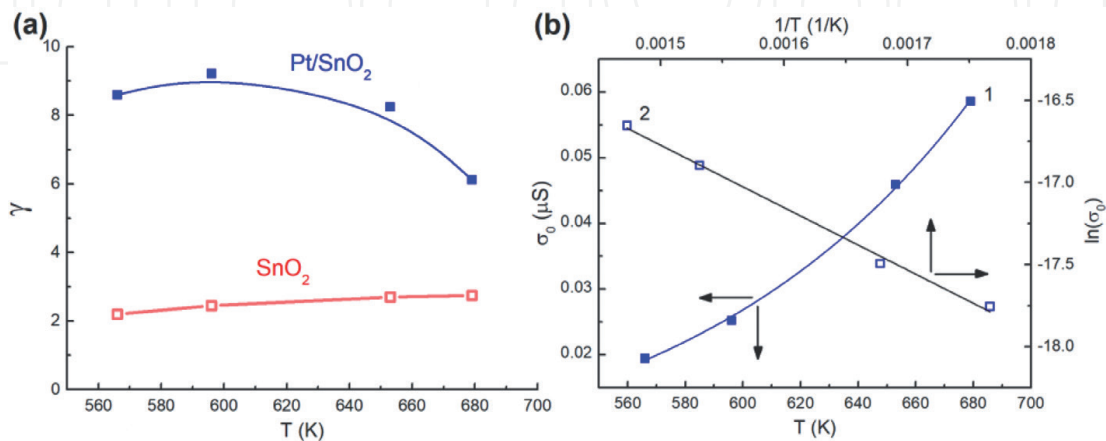 (a)
10
8
6
4
2
0
γ
Pt/SnO₂
SnO₂
560 580 600 620 640 660 680 700
T (K)
(b)
1/T (1/K)
0.0015 0.0016 0.0017 0.0018
0.06
0.05
0.04
0.03
0.02
σ₀ (μS)
2
1
-16.5
-17.0
-17.5
-18.0
ln(σ₀)
560 580 600 620 640 660 680 700
T (K)